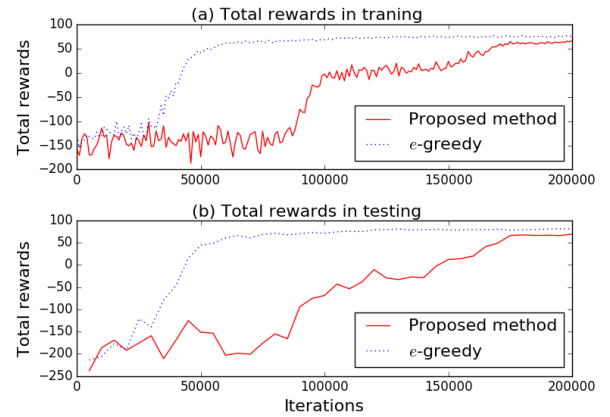 (a) Total rewards in traning
Total rewards
100
50
0
−50
−100
−150
−200
Proposed method
e-greedy
0 50000 100000 150000 200000
(b) Total rewards in testing
Total rewards
100
50
0
−50
−100
−150
−200
−250
Proposed method
e-greedy
0 50000 100000 150000 200000
Iterations